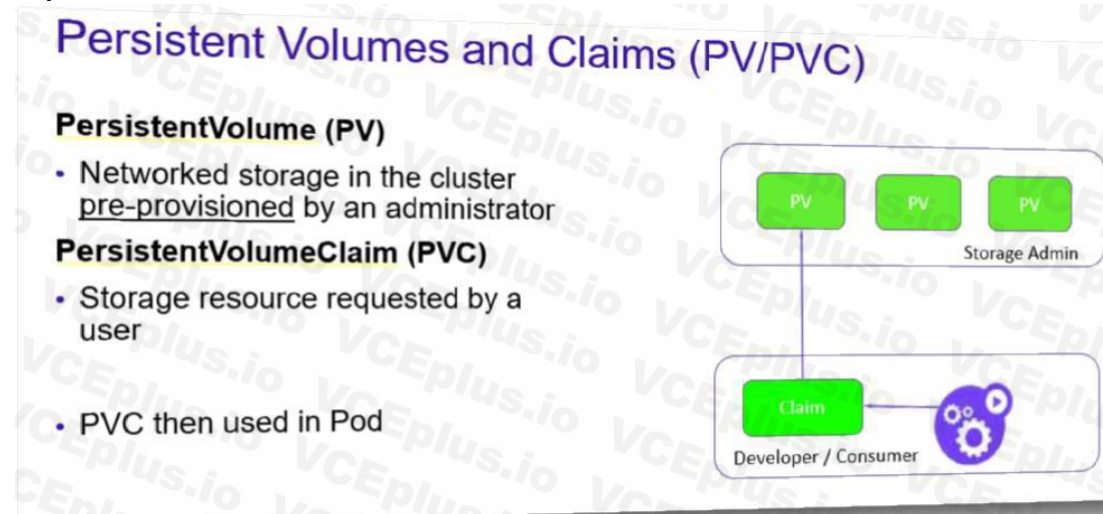 Persistent Volumes and Claims (PV/PVC)
PersistentVolume (PV)
• Networked storage in the cluster
pre-provisioned by an administrator
PersistentVolumeClaim (PVC)
• Storage resource requested by a
user
• PVC then used in Pod
PV
PV
PV
Storage Admin
Claim
Developer / Consumer
VCEplus.io